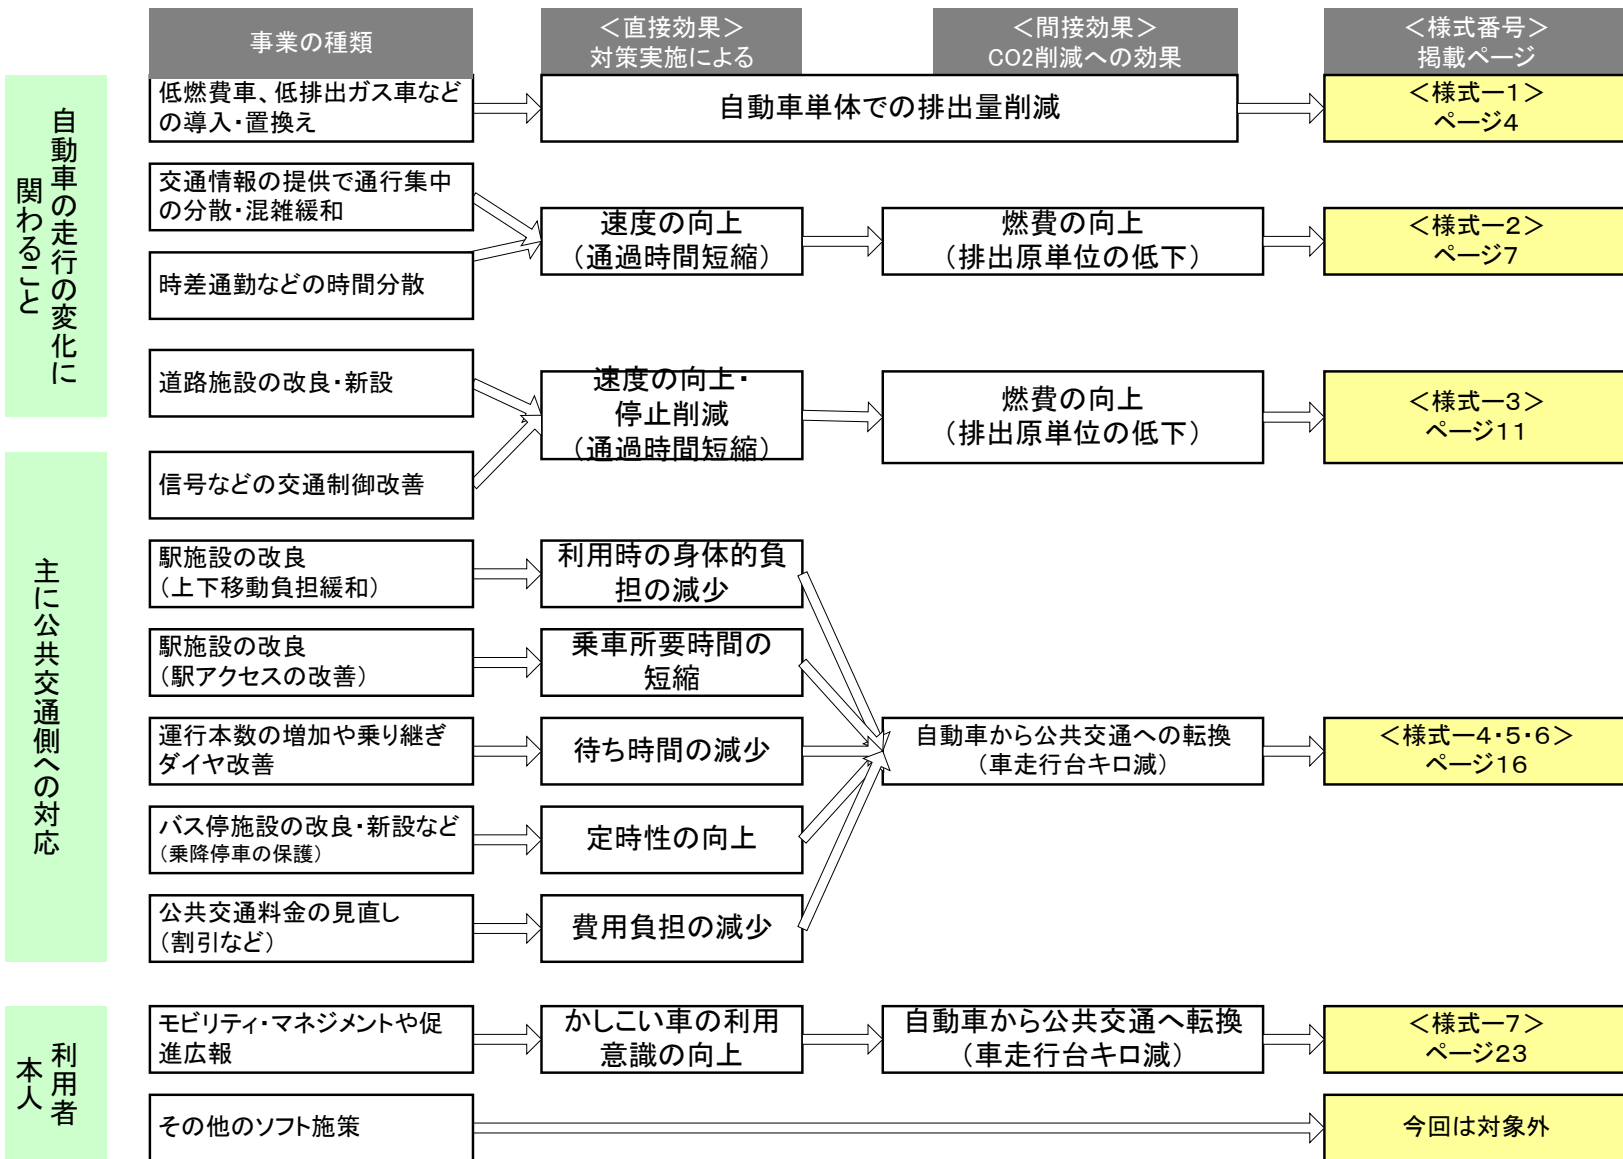 事業の種類
＜直接効果＞
対策実施による
＜間接効果＞
CO2削減への効果
＜様式番号＞
掲載ページ
自動車の走行の変化に
関わること
低燃費車、低排出ガス車など
の導入・置換え
自動車単体での排出量削減
＜様式ー１＞
ページ４
交通情報の提供で通行集中
の分散・混雑緩和
時差通勤などの時間分散
速度の向上
（通過時間短縮）
燃費の向上
（排出原単位の低下）
＜様式ー２＞
ページ７
道路施設の改良・新設
信号などの交通制御改善
速度の向上・
停止削減
（通過時間短縮）
燃費の向上
（排出原単位の低下）
＜様式ー３＞
ページ１１
主に公共交通側への対応
駅施設の改良
（上下移動負担緩和）
利用時の身体的負
担の減少
駅施設の改良
（駅アクセスの改善）
乗車所要時間の
短縮
運行本数の増加や乗り継ぎ
ダイヤ改善
待ち時間の減少
自動車から公共交通への転換
（車走行台キロ減）
＜様式ー４・５・６＞
ページ１６
バス停施設の改良・新設など
（乗降停車の保護）
定時性の向上
公共交通料金の見直し
（割引など）
費用負担の減少
利用者
本人
モビリティ・マネジメントや促
進広報
かしこい車の利用
意識の向上
自動車から公共交通へ転換
（車走行台キロ減）
＜様式ー７＞
ページ２３
その他のソフト施策
今回は対象外